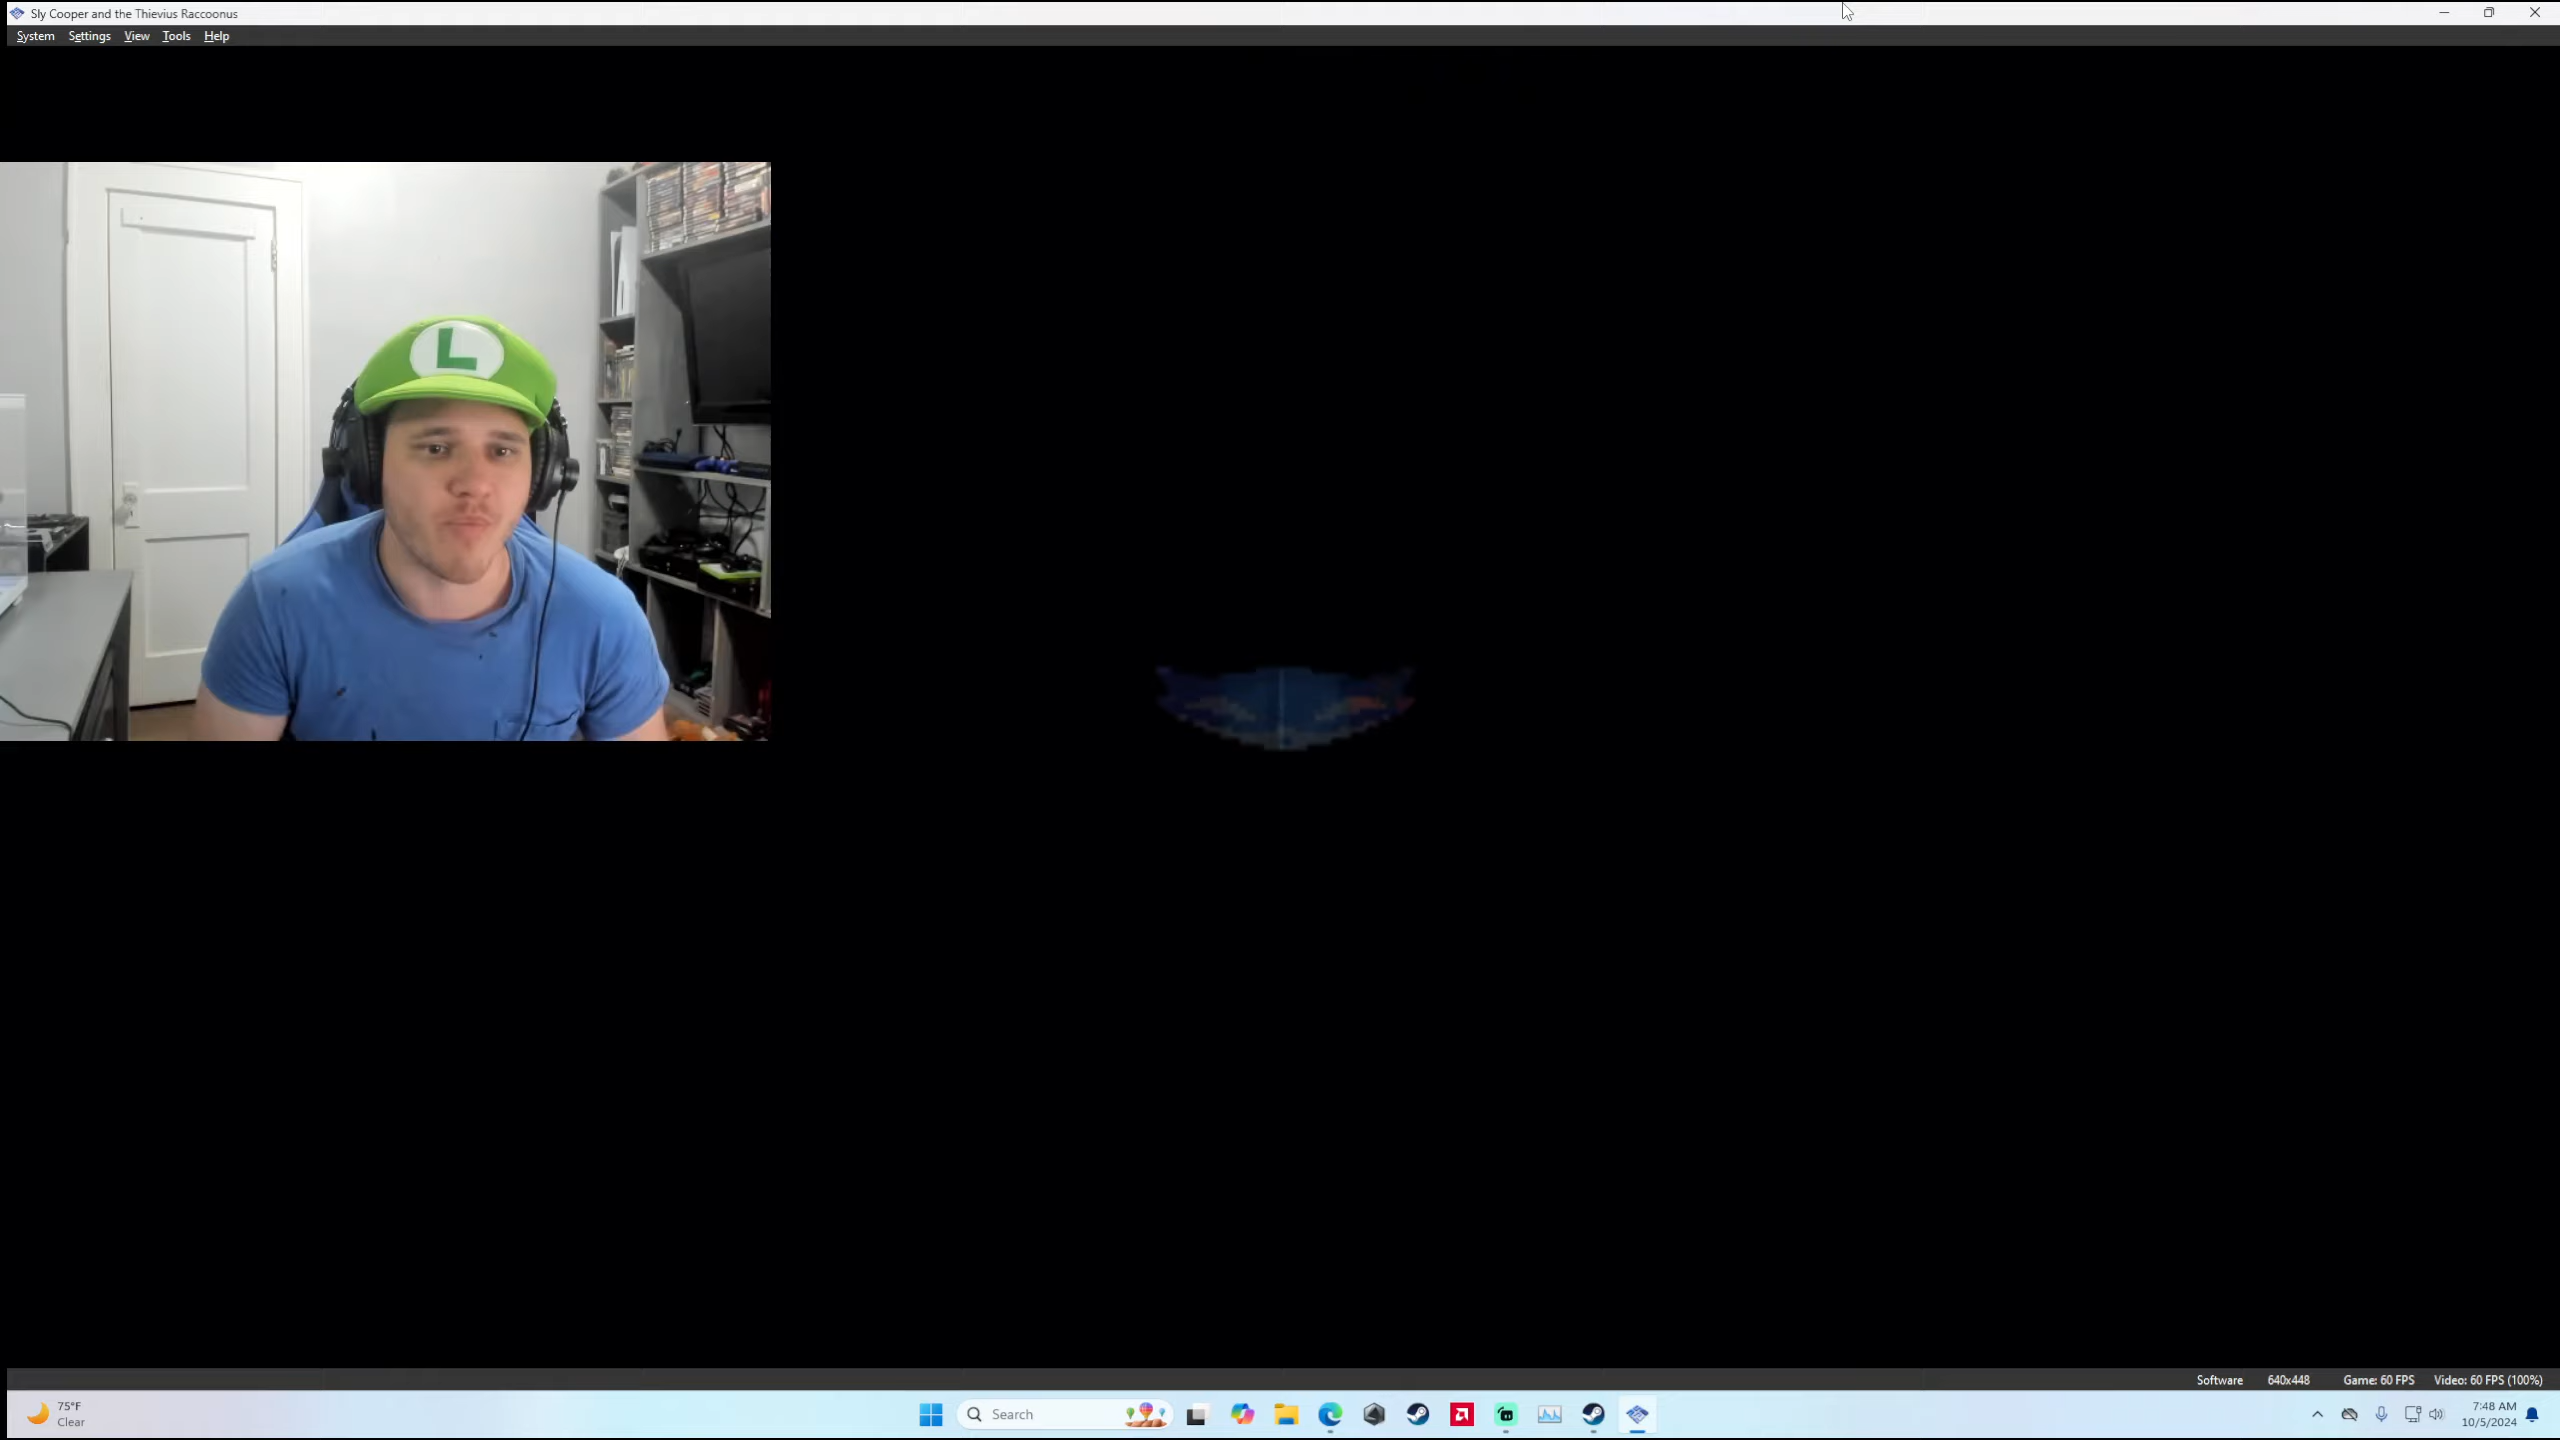 Sly Cooper and the Thievius Raccoonus
System Settings View Tools Help
L
Software 640x448 Game: 60 FPS Video: 60 FPS (100%)
75°F
Clear
Search
7:48 AM
10/5/2024